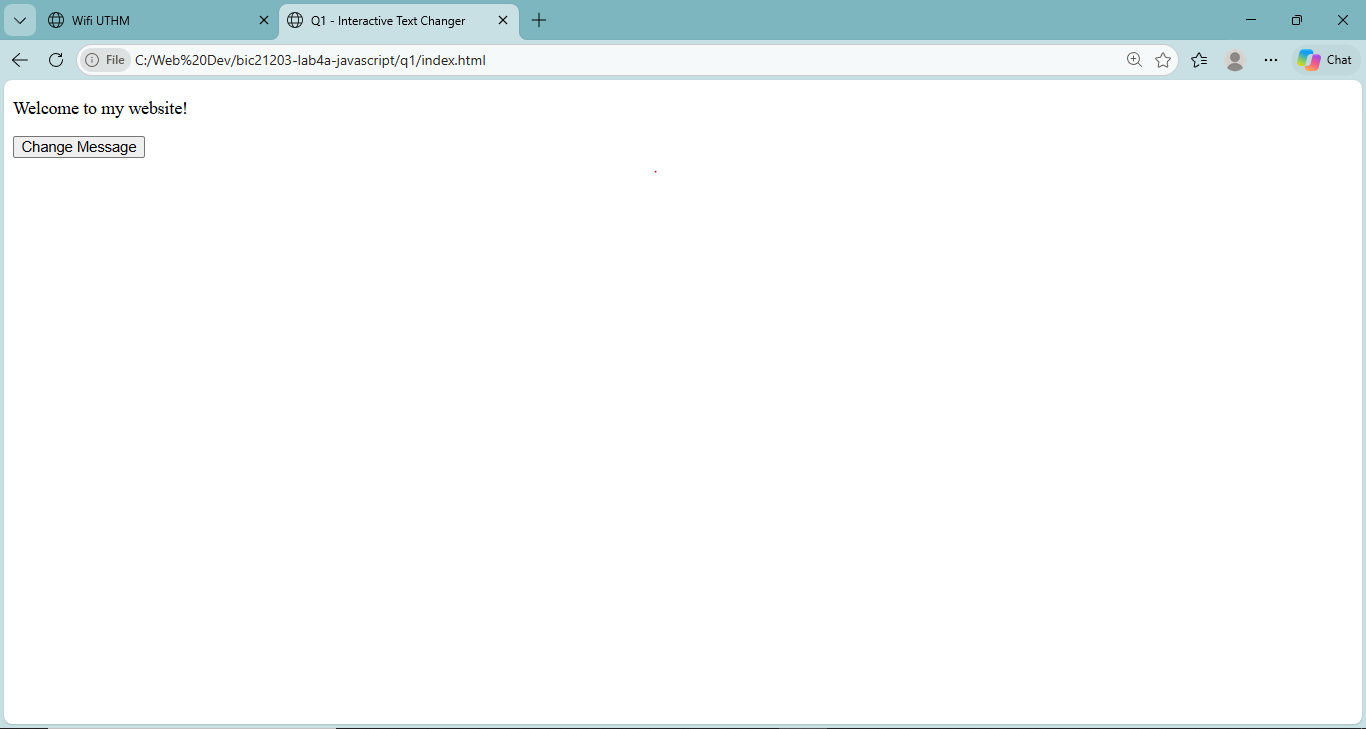 Wifi UTHM
Q1 - Interactive Text Changer
File C:/Web%20Dev/bic21203-lab4a-javascript/q1/index.html
Chat
Welcome to my website!
Change Message